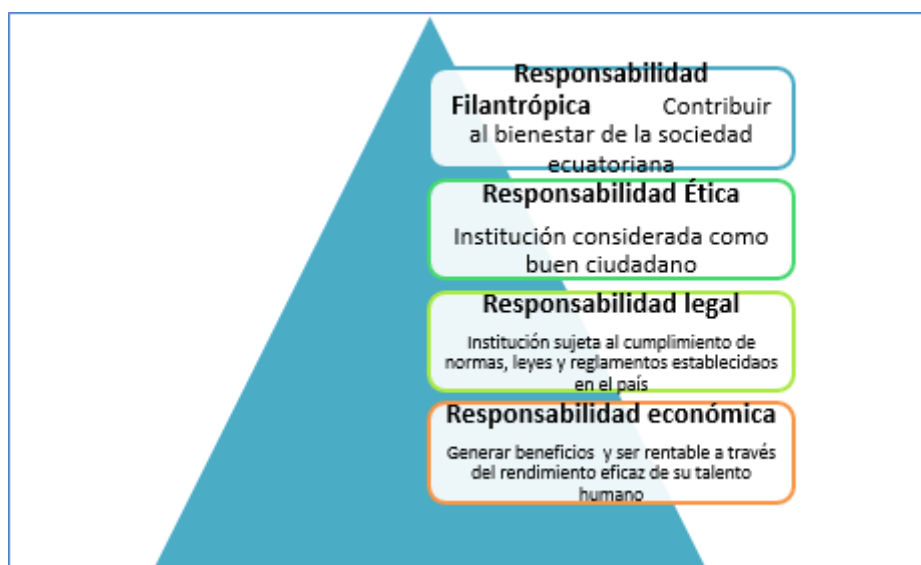 Responsabilidad
Filantrópica Contribuir
al bienestar de la sociedad
ecuatoriana
Responsabilidad Ética
Institución considerada como
buen ciudadano
Responsabilidad legal
Institución sujeta al cumplimiento de
normas, leyes y reglamentos establecidaos
en el país
Responsabilidad económica
Generar beneficios y ser rentable a través
del rendimiento eficaz de su talento
humano